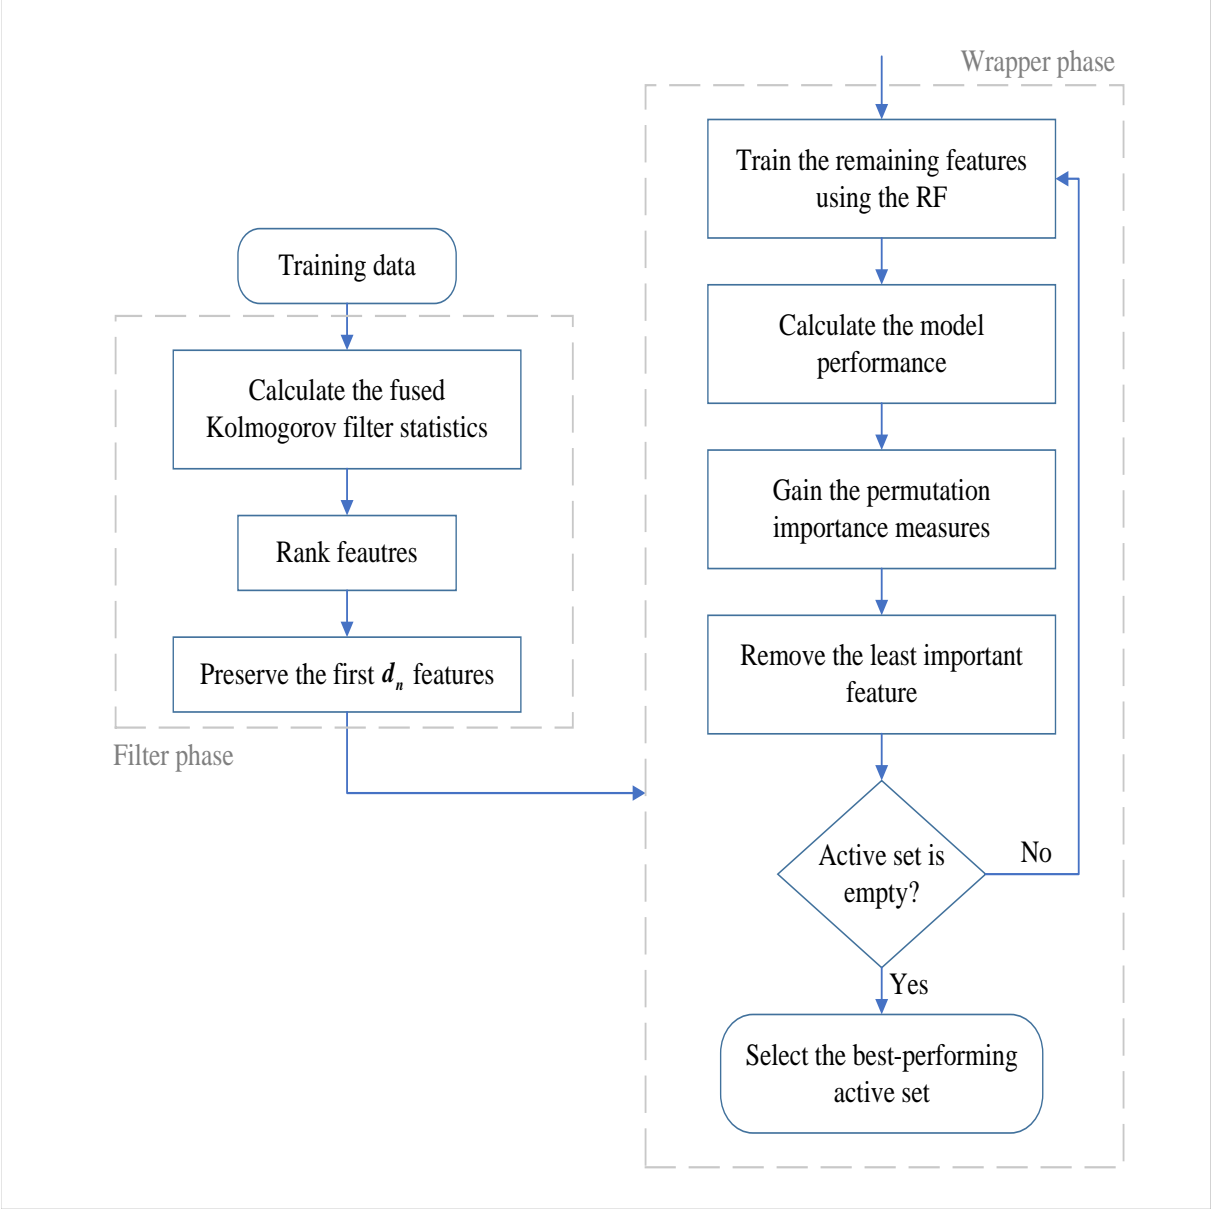 Training data
Calculate the fused
Kolmogorov filter statistics
Rank feautres
Preserve the first dn features
Filter phase
Wrapper phase
Train the remaining features
using the RF
Calculate the model
performance
Gain the permutation
importance measures
Remove the least important
feature
Active set is
empty?
No
Yes
Select the best-performing
active set